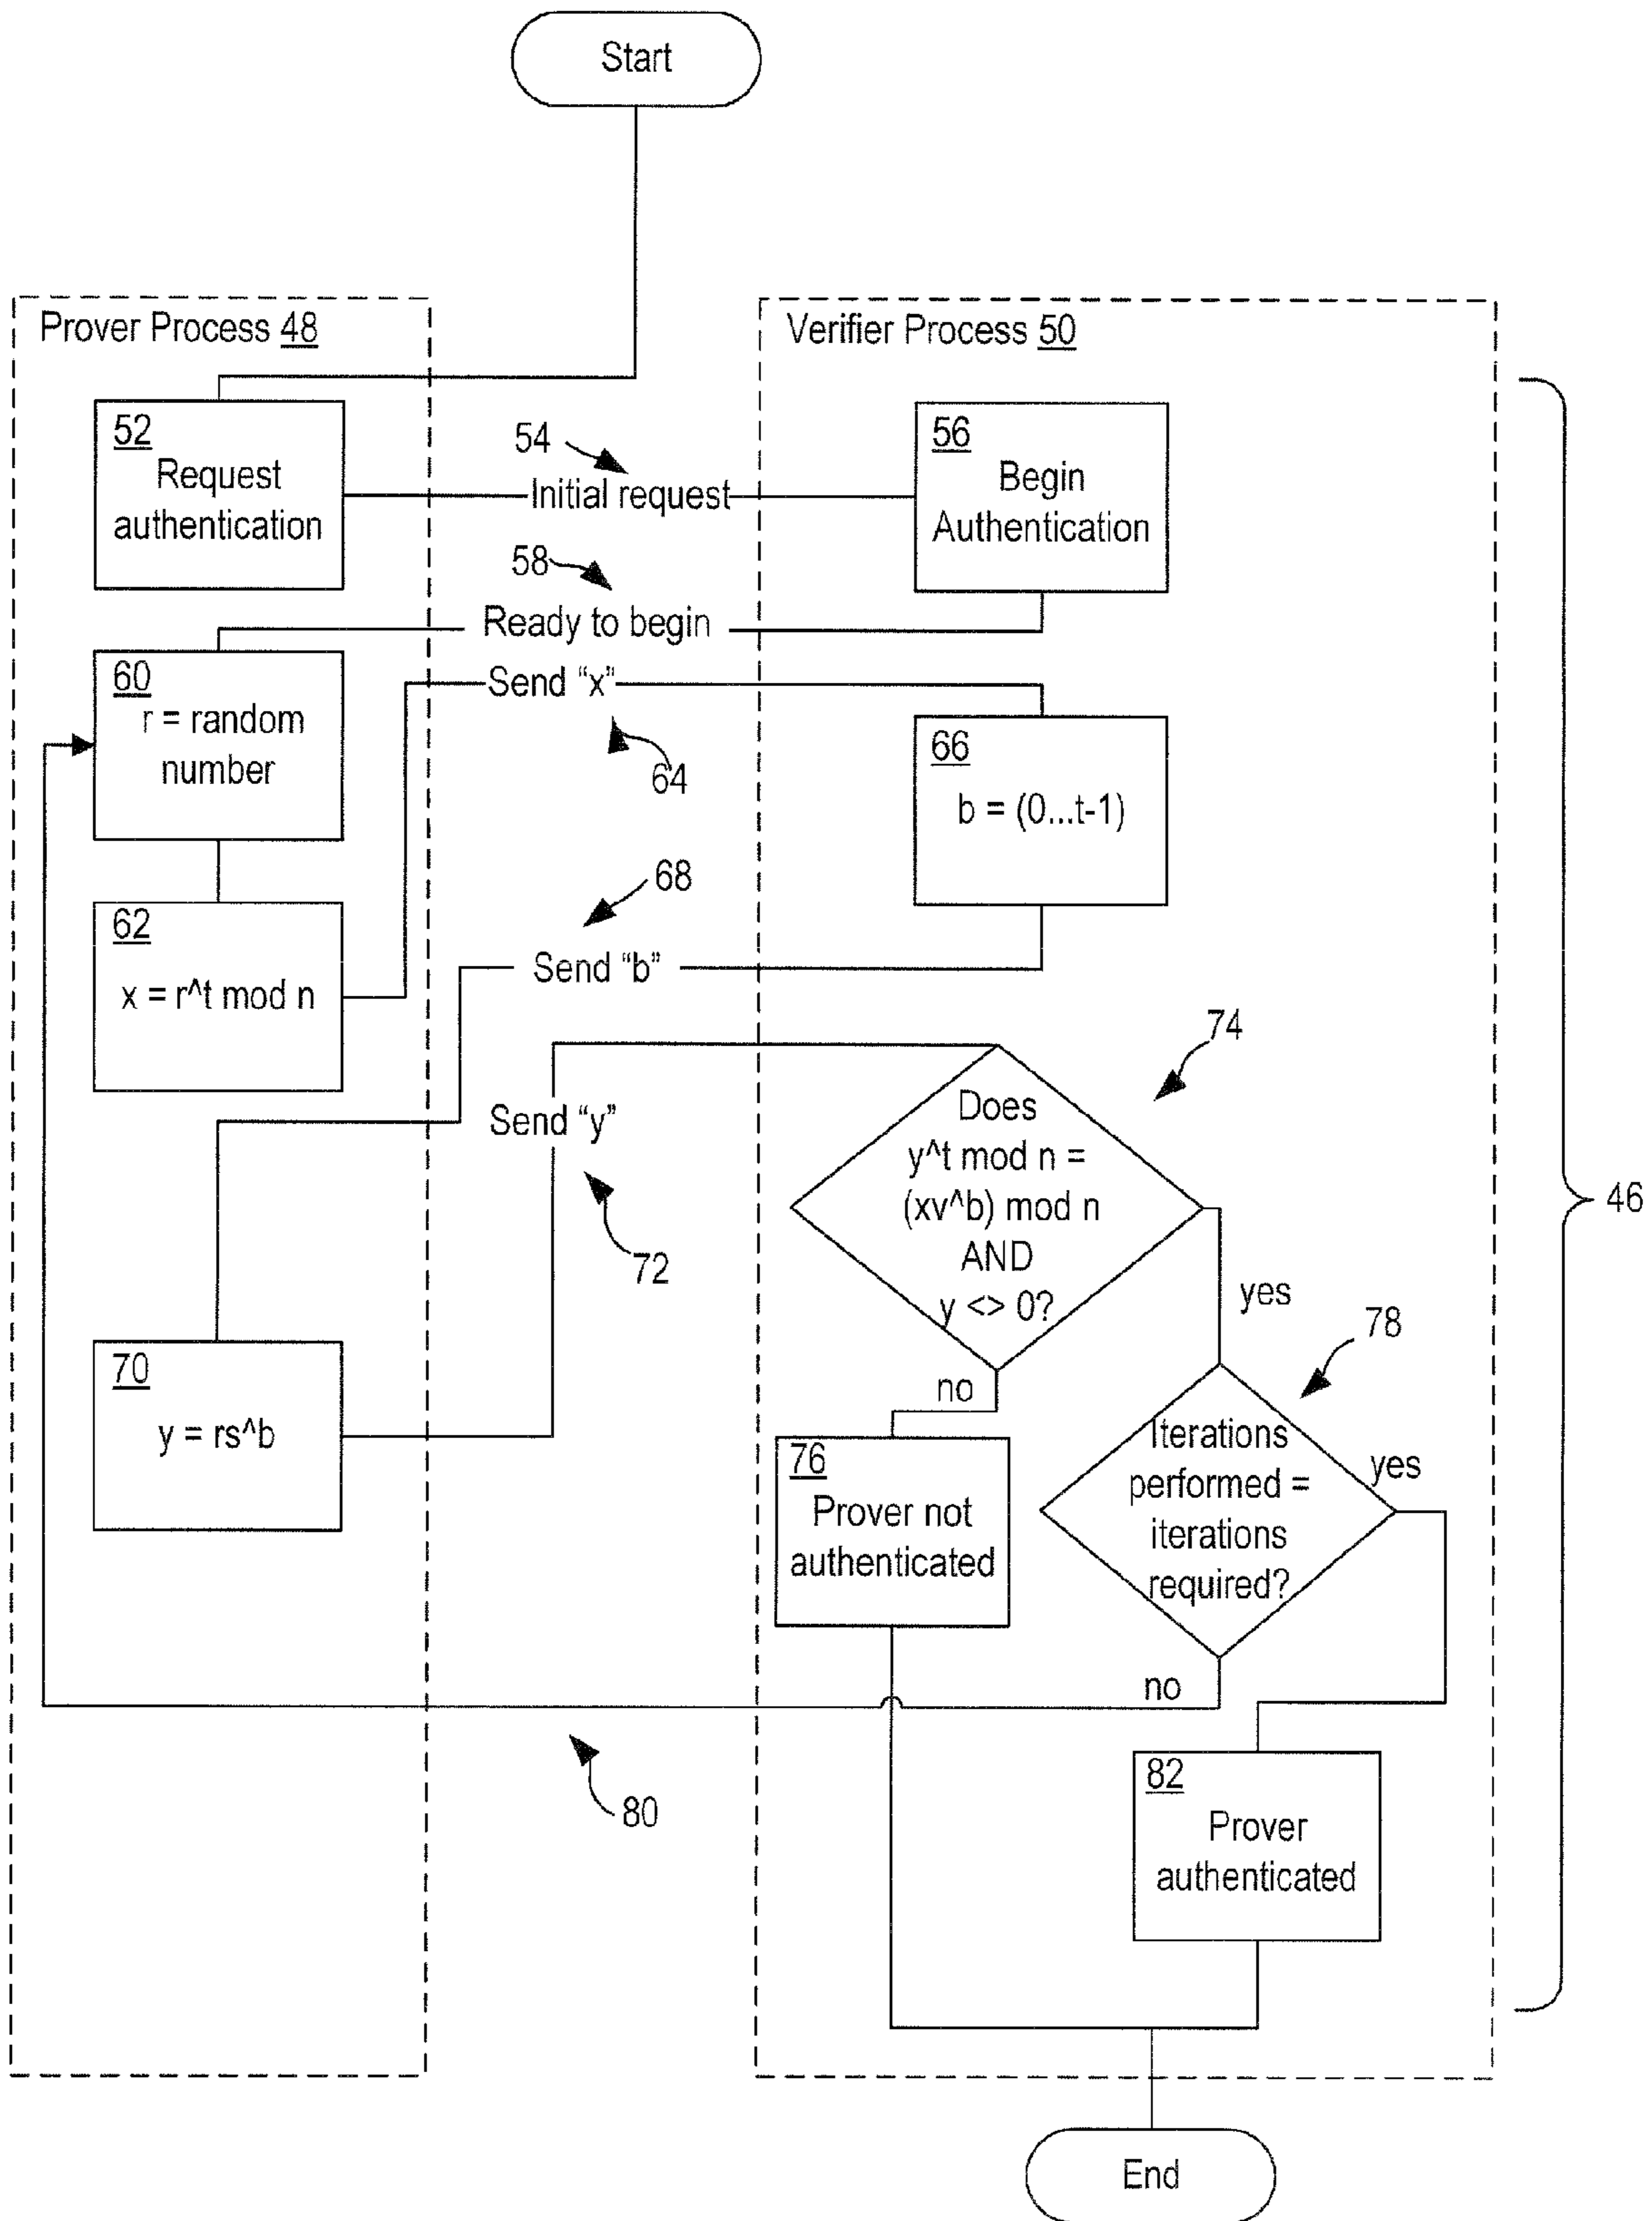 Start
Prover Process 48
Verifier Process 50
52
Request
authentication
54
Initial request
56
Begin
Authentication
58
Ready to begin
60
r = random
number
Send “x”
64
66
b = (0...t-1)
62
x = r^t mod n
68
Send “b”
74
Does
y^t mod n =
(xv^b) mod n
AND
y <> 0?
Send “y”
72
46
yes
no
78
70
y = rs^b
Iterations
performed =
iterations
required?
yes
76
Prover not
authenticated
no
80
82
Prover
authenticated
End